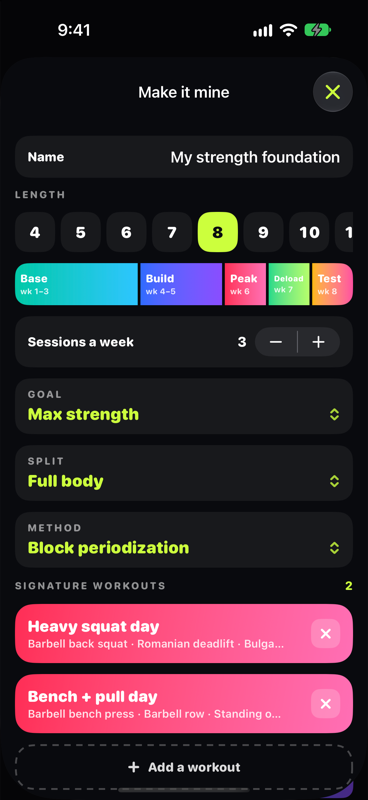 9:41
Make it mine
Name My strength foundation
LENGTH
4 5 6 7 8 9 10 1
Base Build Peak Deload Test
wk 1–3 wk 4–5 wk 6 wk 7 wk 8
Sessions a week 3 − +
GOAL
Max strength
SPLIT
Full body
METHOD
Block periodization
SIGNATURE WORKOUTS 2
Heavy squat day
Barbell back squat · Romanian deadlift · Bulga...
Bench + pull day
Barbell bench press · Barbell row · Standing o...
+ Add a workout